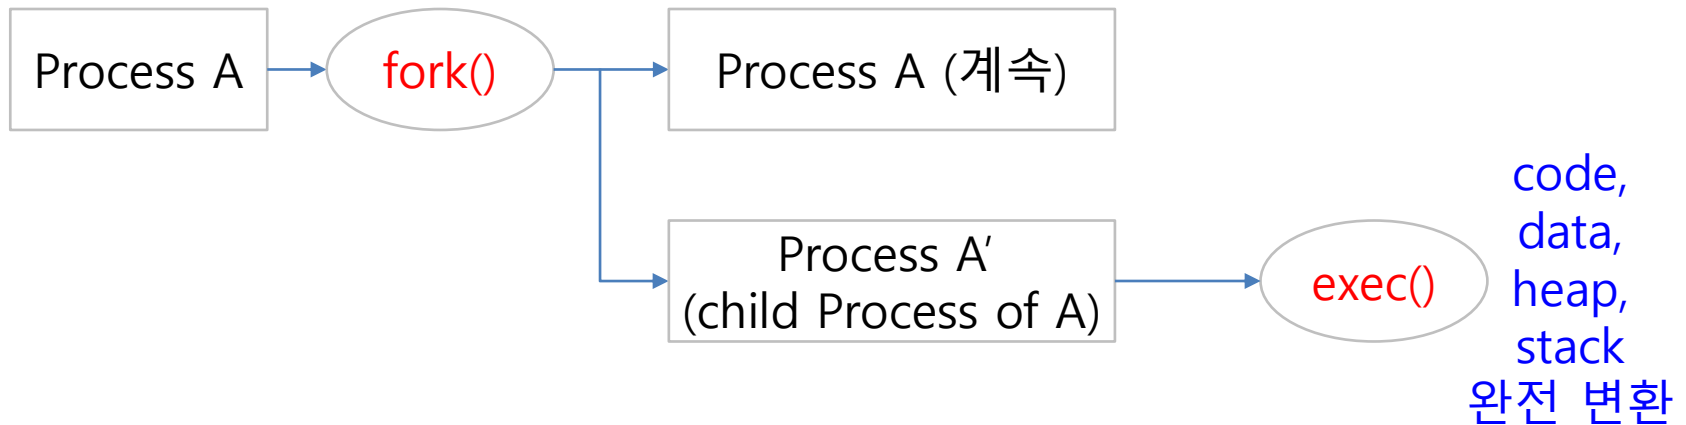 Process A
fork()
Process A (계속)
Process A′
(child Process of A)
exec()
code,
data,
heap,
stack
완전 변환